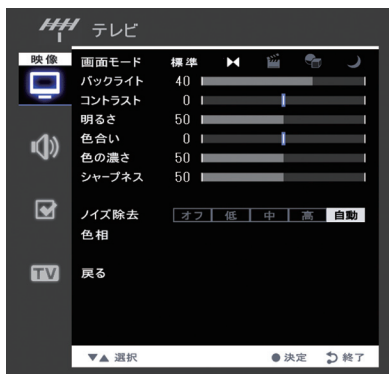 テレビ
映像
画面モード 標準
バックライト 40
コントラスト 0
明るさ 50
色合い 0
色の濃さ 50
シャープネス 50
ノイズ除去 オフ 低 中 高 自動
色相
TV 戻る
▼▲ 選択 ●決定 終了